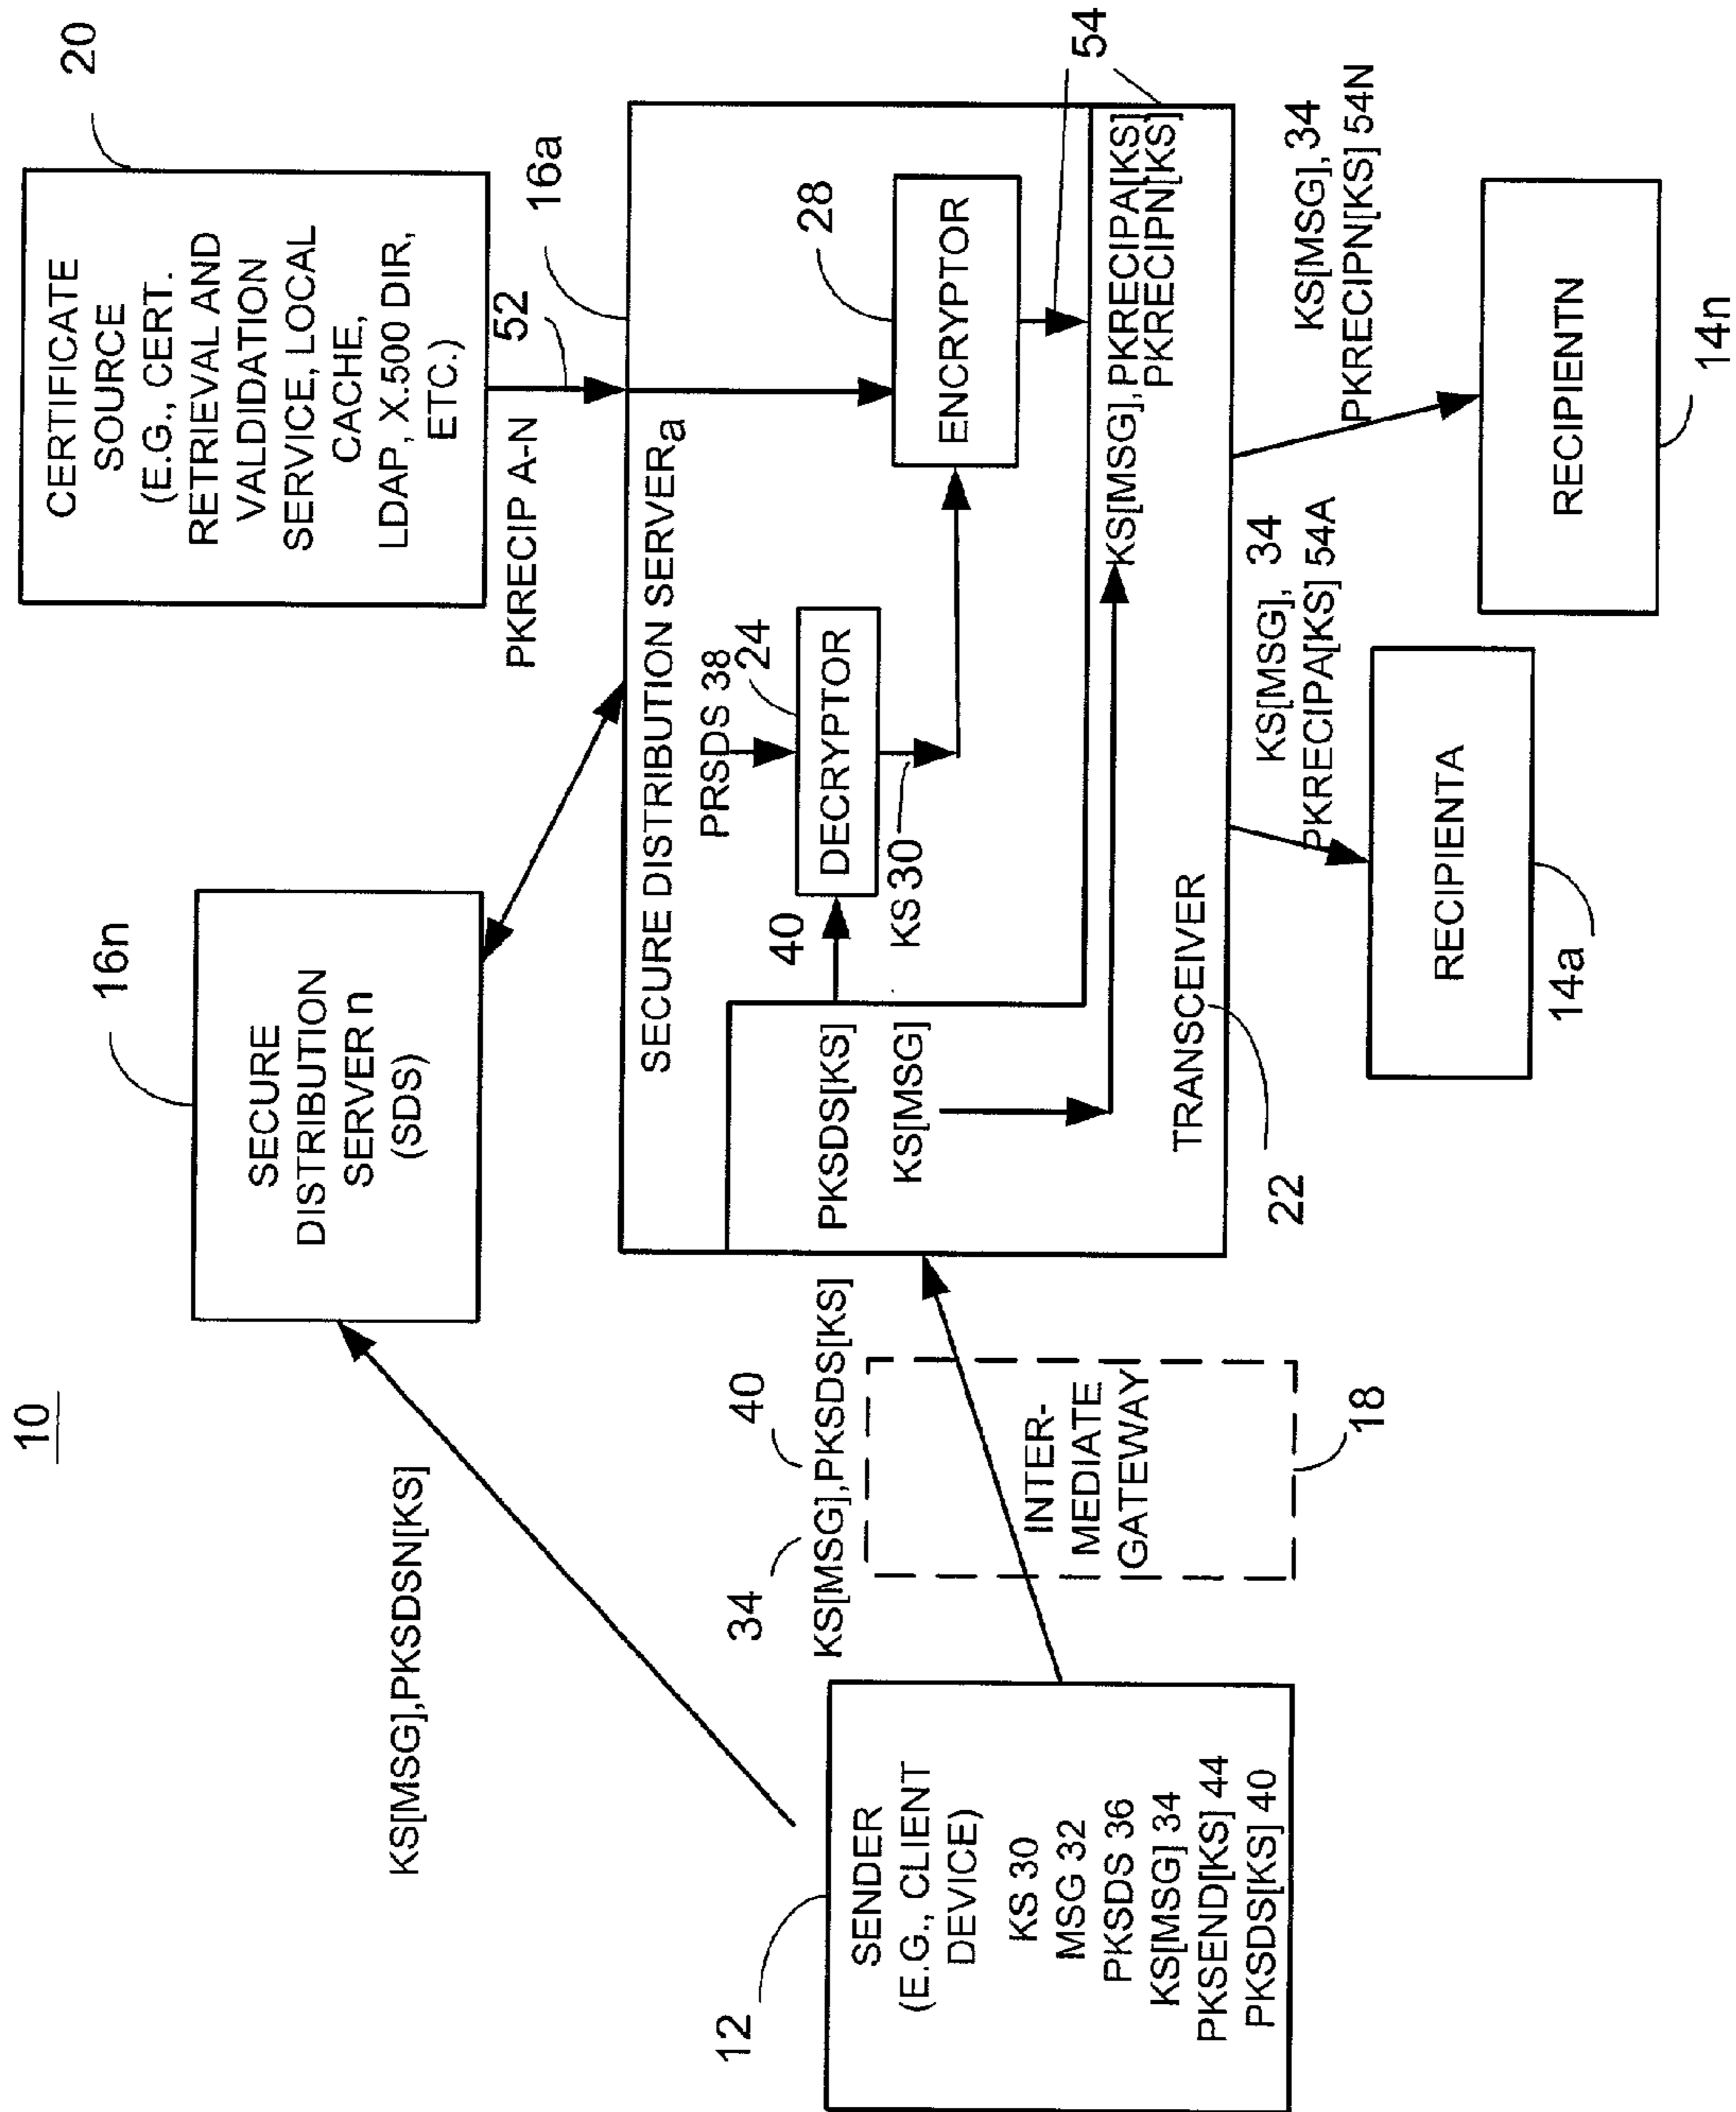 10
20
CERTIFICATE
SOURCE
(E.G., CERT.
RETRIEVAL AND
VALDIDATION
SERVICE, LOCAL
CACHE,
LDAP, X.500 DIR,
ETC.)
16n
SECURE
DISTRIBUTION
SERVER n
(SDS)
KS[MSG],PKSDSN[KS]
PKRECIP A-N
52
16a
SECURE DISTRIBUTION SERVERa
PRSDS 38
24
DECRYPTOR
40
KS 30
28
ENCRYPTOR
54
PKSDS[KS]
KS[MSG]
KS[MSG],PKRECIPA[KS]
PKRECIPN[KS]
TRANSCEIVER
22
34
40
KS[MSG],PKSDS[KS]
INTER-
MEDIATE
GATEWAY
18
12
SENDER
(E.G., CLIENT
DEVICE)
KS 30
MSG 32
PKSDS 36
KS[MSG] 34
PKSEND[KS] 44
PKSDS[KS] 40
KS[MSG], 34
PKRECIPA[KS] 54A
RECIPIENTA
14a
KS[MSG],34
PKRECIPN[KS] 54N
RECIPIENTN
14n